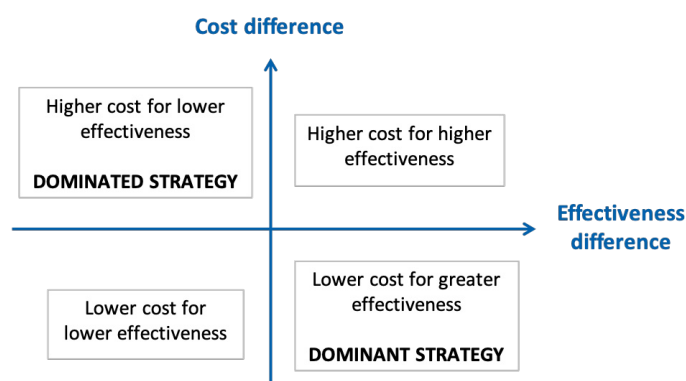 Cost difference
Higher cost for lower
effectiveness
DOMINATED STRATEGY
Higher cost for higher
effectiveness
Effectiveness
difference
Lower cost for
lower effectiveness
Lower cost for greater
effectiveness
DOMINANT STRATEGY